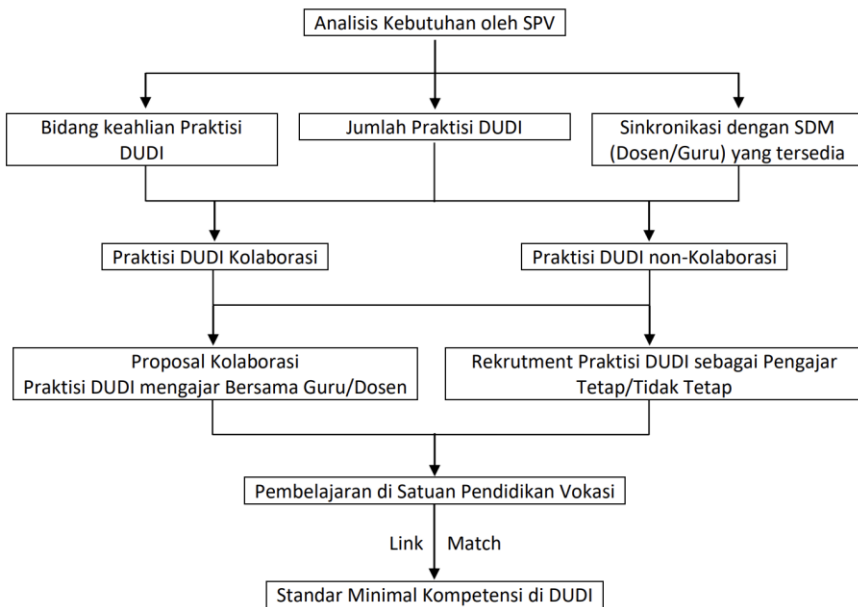 Analisis Kebutuhan oleh SPV
Bidang keahlian Praktisi
DUDI
Jumlah Praktisi DUDI
Sinkronikasi dengan SDM
(Dosen/Guru) yang tersedia
Praktisi DUDI Kolaborasi
Praktisi DUDI non-Kolaborasi
Proposal Kolaborasi
Praktisi DUDI mengajar Bersama Guru/Dosen
Rekrutment Praktisi DUDI sebagai Pengajar
Tetap/Tidak Tetap
Pembelajaran di Satuan Pendidikan Vokasi
Link Match
Standar Minimal Kompetensi di DUDI